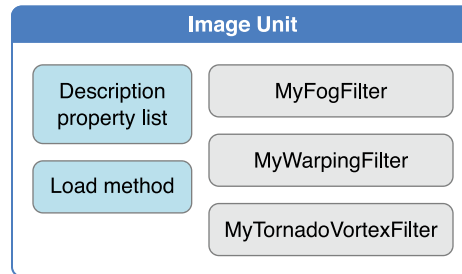 Image Unit
Description
property list
Load method
MyFogFilter
MyWarpingFilter
MyTornadoVortexFilter